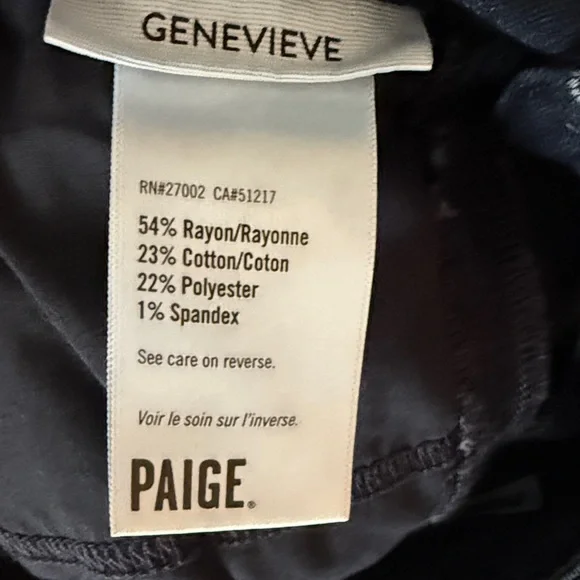 GENEVIEVE
RN#27002 CA#51217
54% Rayon/Rayonne
23% Cotton/Coton
22% Polyester
1% Spandex
See care on reverse.
Voir le soin sur l'inverse.
PAIGE®